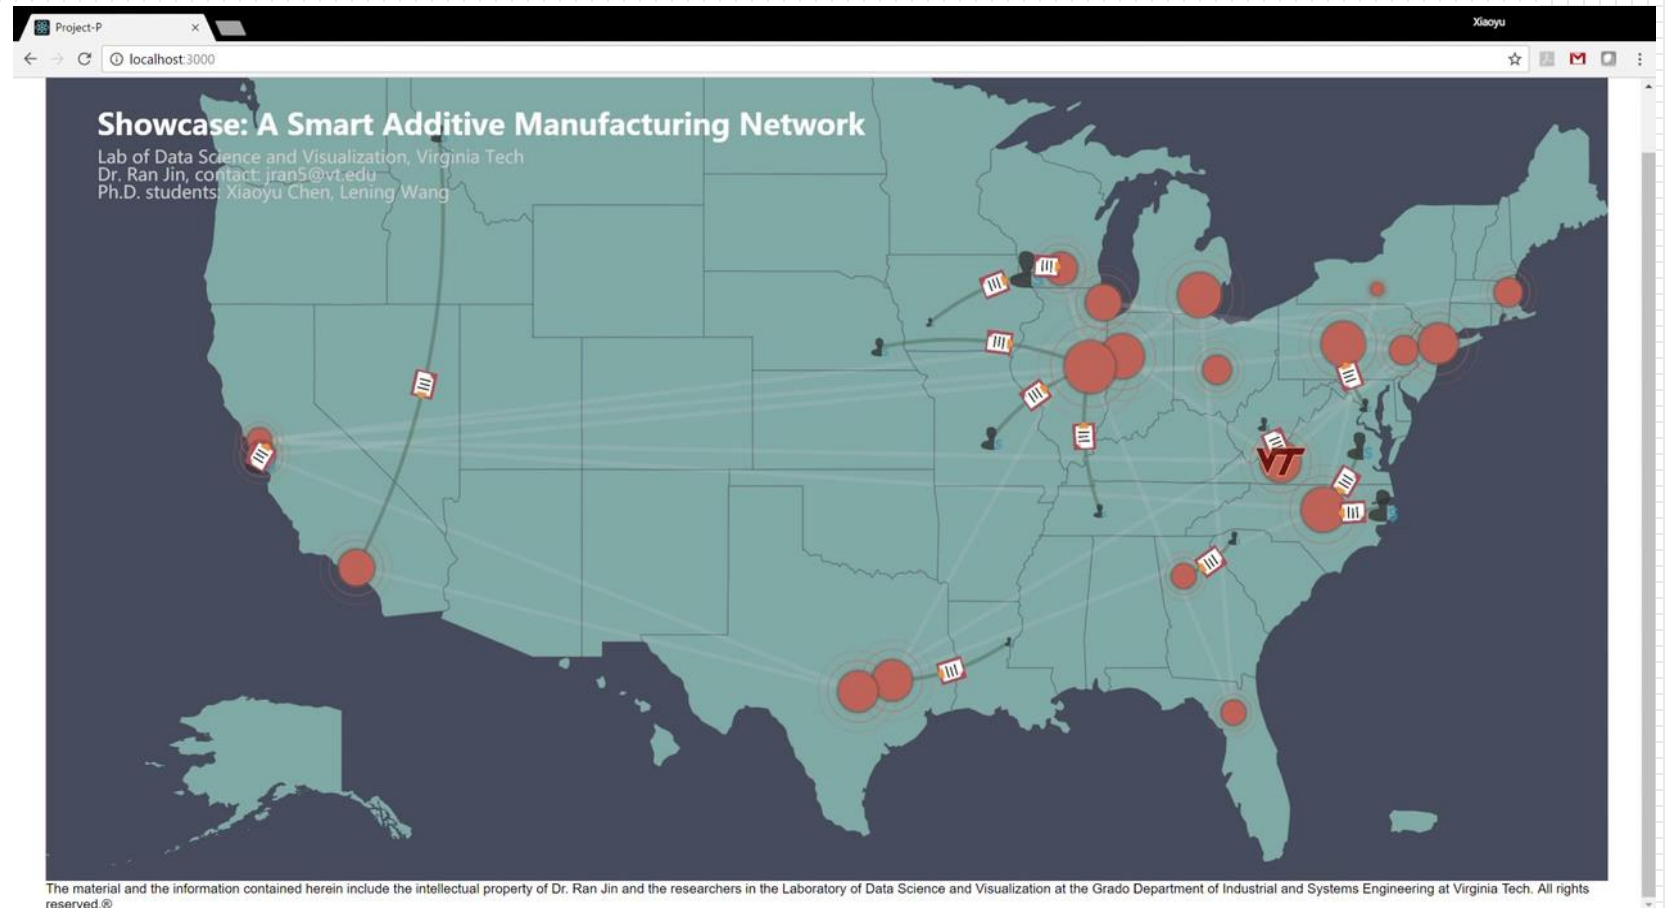 Project-P
Xiaoyu
localhost:3000
Showcase: A Smart Additive Manufacturing Network
Lab of Data Science and Visualization, Virginia Tech
Dr. Ran Jin, contact: jran5@vt.edu
Ph.D. students: Xiaoyu Chen, Lening Wang
VT
The material and the information contained herein include the intellectual property of Dr. Ran Jin and the researchers in the Laboratory of Data Science and Visualization at the Grado Department of Industrial and Systems Engineering at Virginia Tech. All rights
reserved.®